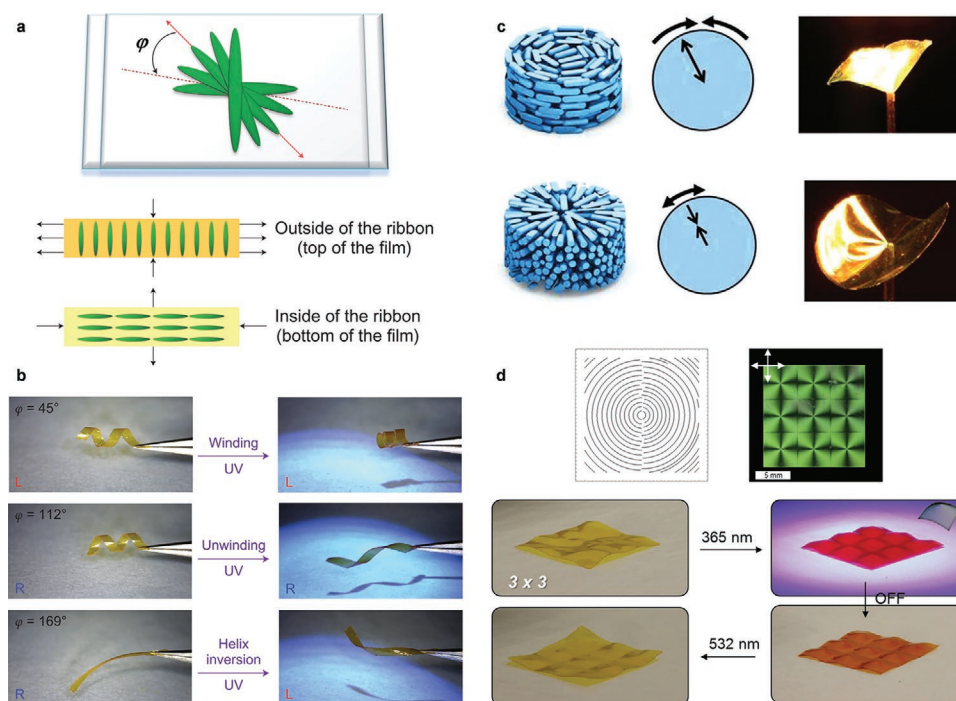 a
φ
Outside of the ribbon
(top of the film)
Inside of the ribbon
(bottom of the film)
b
φ = 45°
L
Winding
UV
L
φ = 112°
R
Unwinding
UV
R
φ = 169°
R
Helix
inversion
UV
L
c
d
5 mm
3 x 3
365 nm
OFF
532 nm